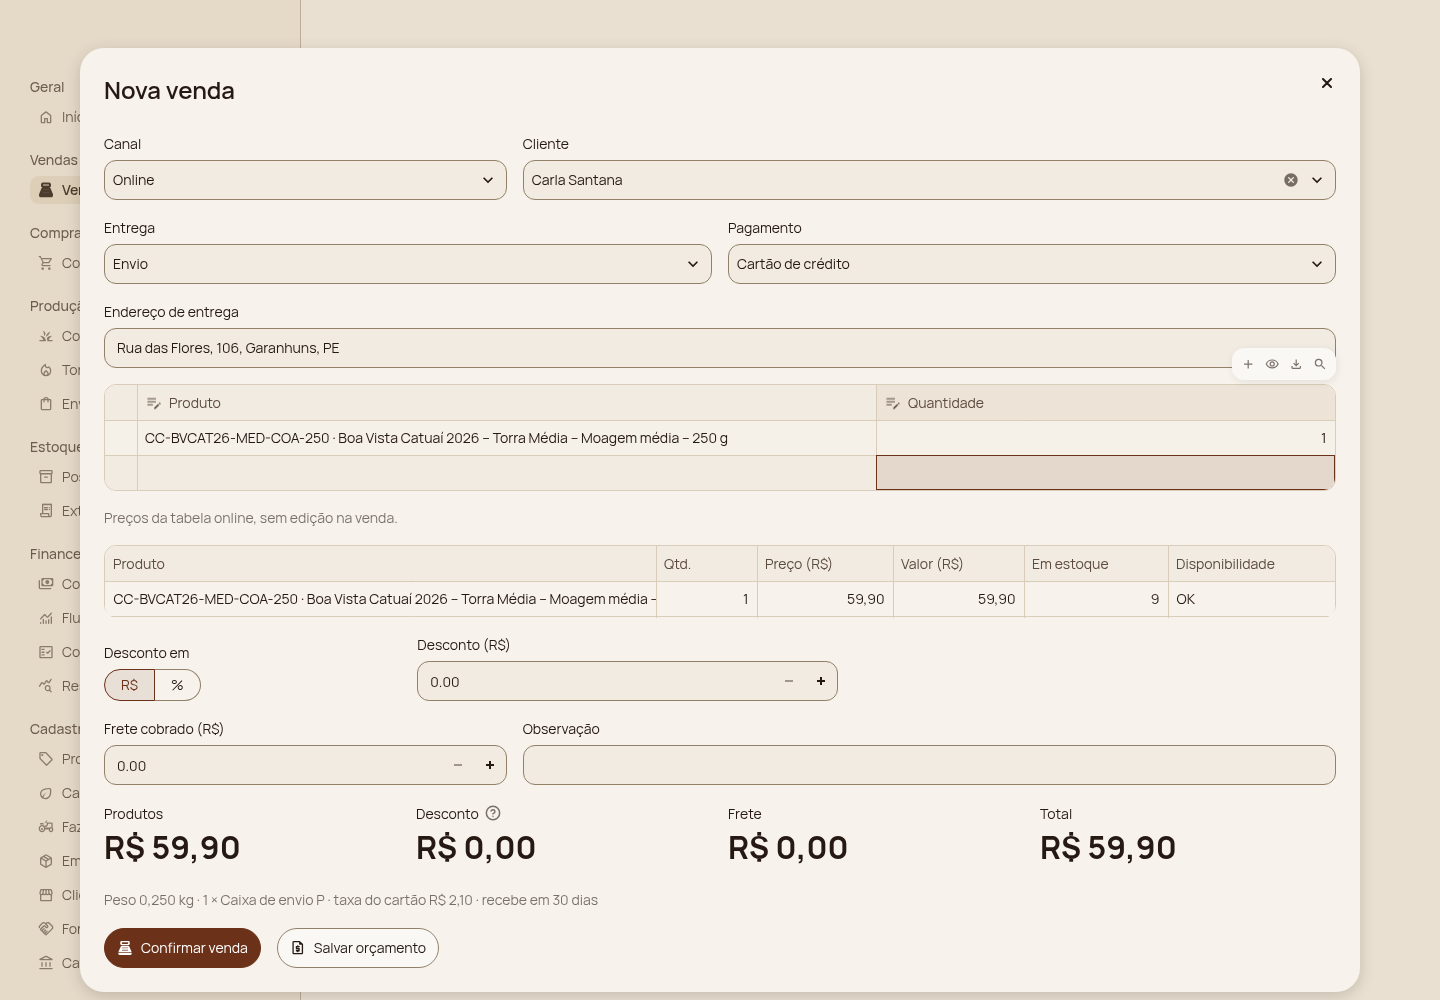 Geral
Nova venda
Vendas
Canal
Cliente
Online
Carla Santana
Entrega
Pagamento
Envio
Cartão de crédito
Endereço de entrega
Rua das Flores, 106, Garanhuns, PE
Produto
Quantidade
CC-BVCAT26-MED-COA-250 · Boa Vista Catuaí 2026 – Torra Média – Moagem média – 250 g
1
Preços da tabela online, sem edição na venda.
Produto
Qtd.
Preço (R$)
Valor (R$)
Em estoque
Disponibilidade
CC-BVCAT26-MED-COA-250 · Boa Vista Catuaí 2026 – Torra Média – Moagem média –
1
59,90
59,90
9
OK
Desconto em
Desconto (R$)
R$
%
0.00
Frete cobrado (R$)
Observação
0.00
Produtos
Desconto
Frete
Total
R$ 59,90
R$ 0,00
R$ 0,00
R$ 59,90
Peso 0,250 kg · 1 × Caixa de envio P · taxa do cartão R$ 2,10 · recebe em 30 dias
Confirmar venda
Salvar orçamento